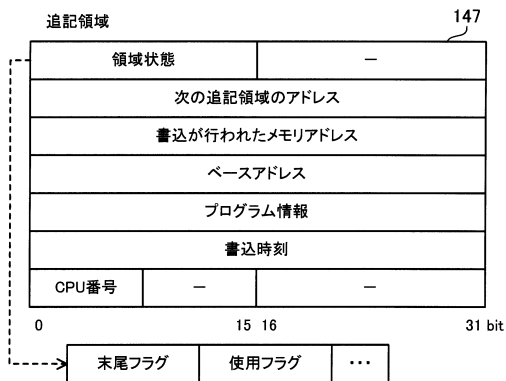 追記領域
147
領域状態 －
次の追記領域のアドレス
書込が行われたメモリアドレス
ベースアドレス
プログラム情報
書込時刻
CPU番号 － －
0 15 16 31 bit
末尾フラグ 使用フラグ ･･･